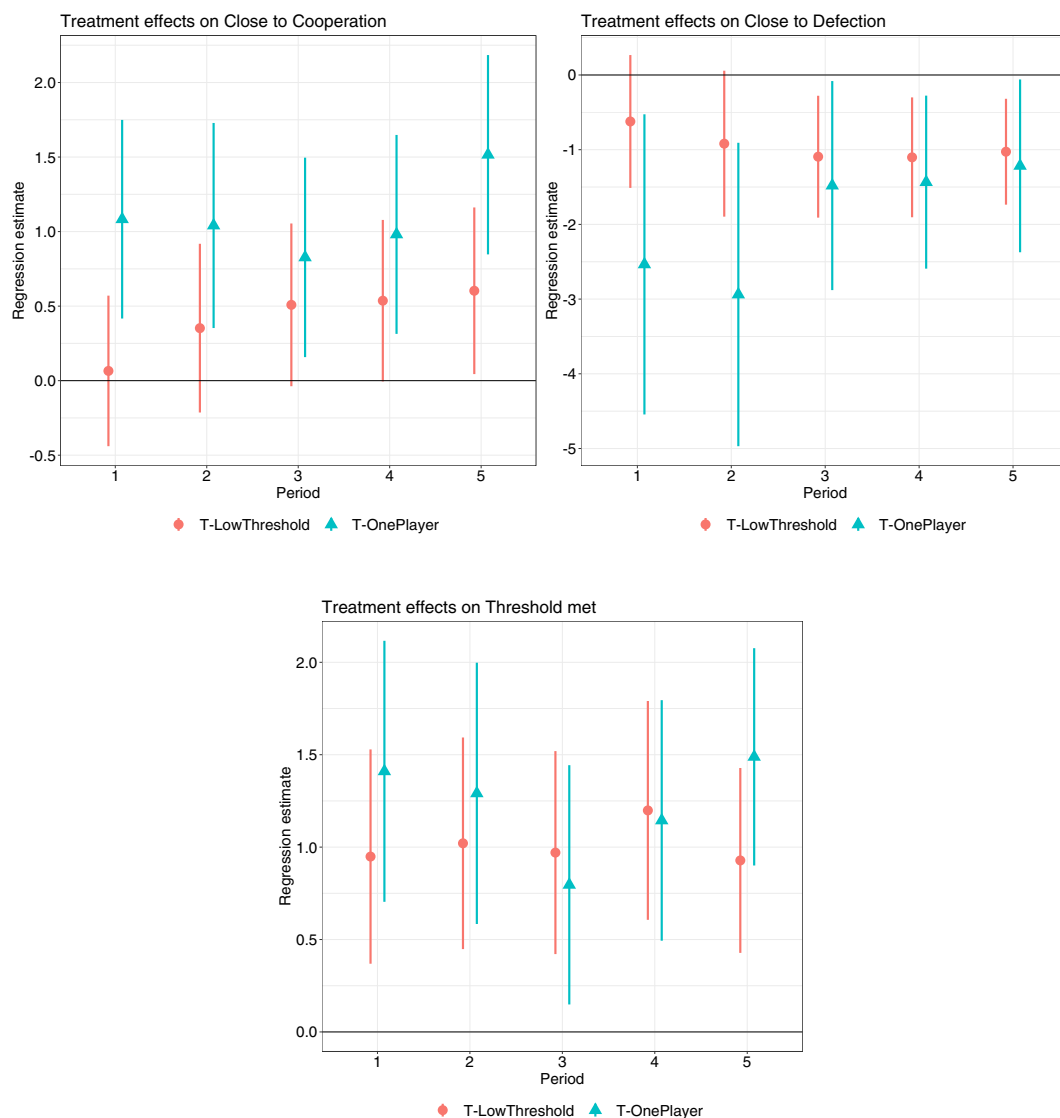 Treatment effects on Close to Cooperation
Regression estimate
2.0
1.5
1.0
0.5
0.0
-0.5
1 2 3 4 5
Period
T-LowThreshold T-OnePlayer
Treatment effects on Close to Defection
Regression estimate
0
-1
-2
-3
-4
-5
1 2 3 4 5
Period
T-LowThreshold T-OnePlayer
Treatment effects on Threshold met
Regression estimate
2.0
1.5
1.0
0.5
0.0
1 2 3 4 5
Period
T-LowThreshold T-OnePlayer